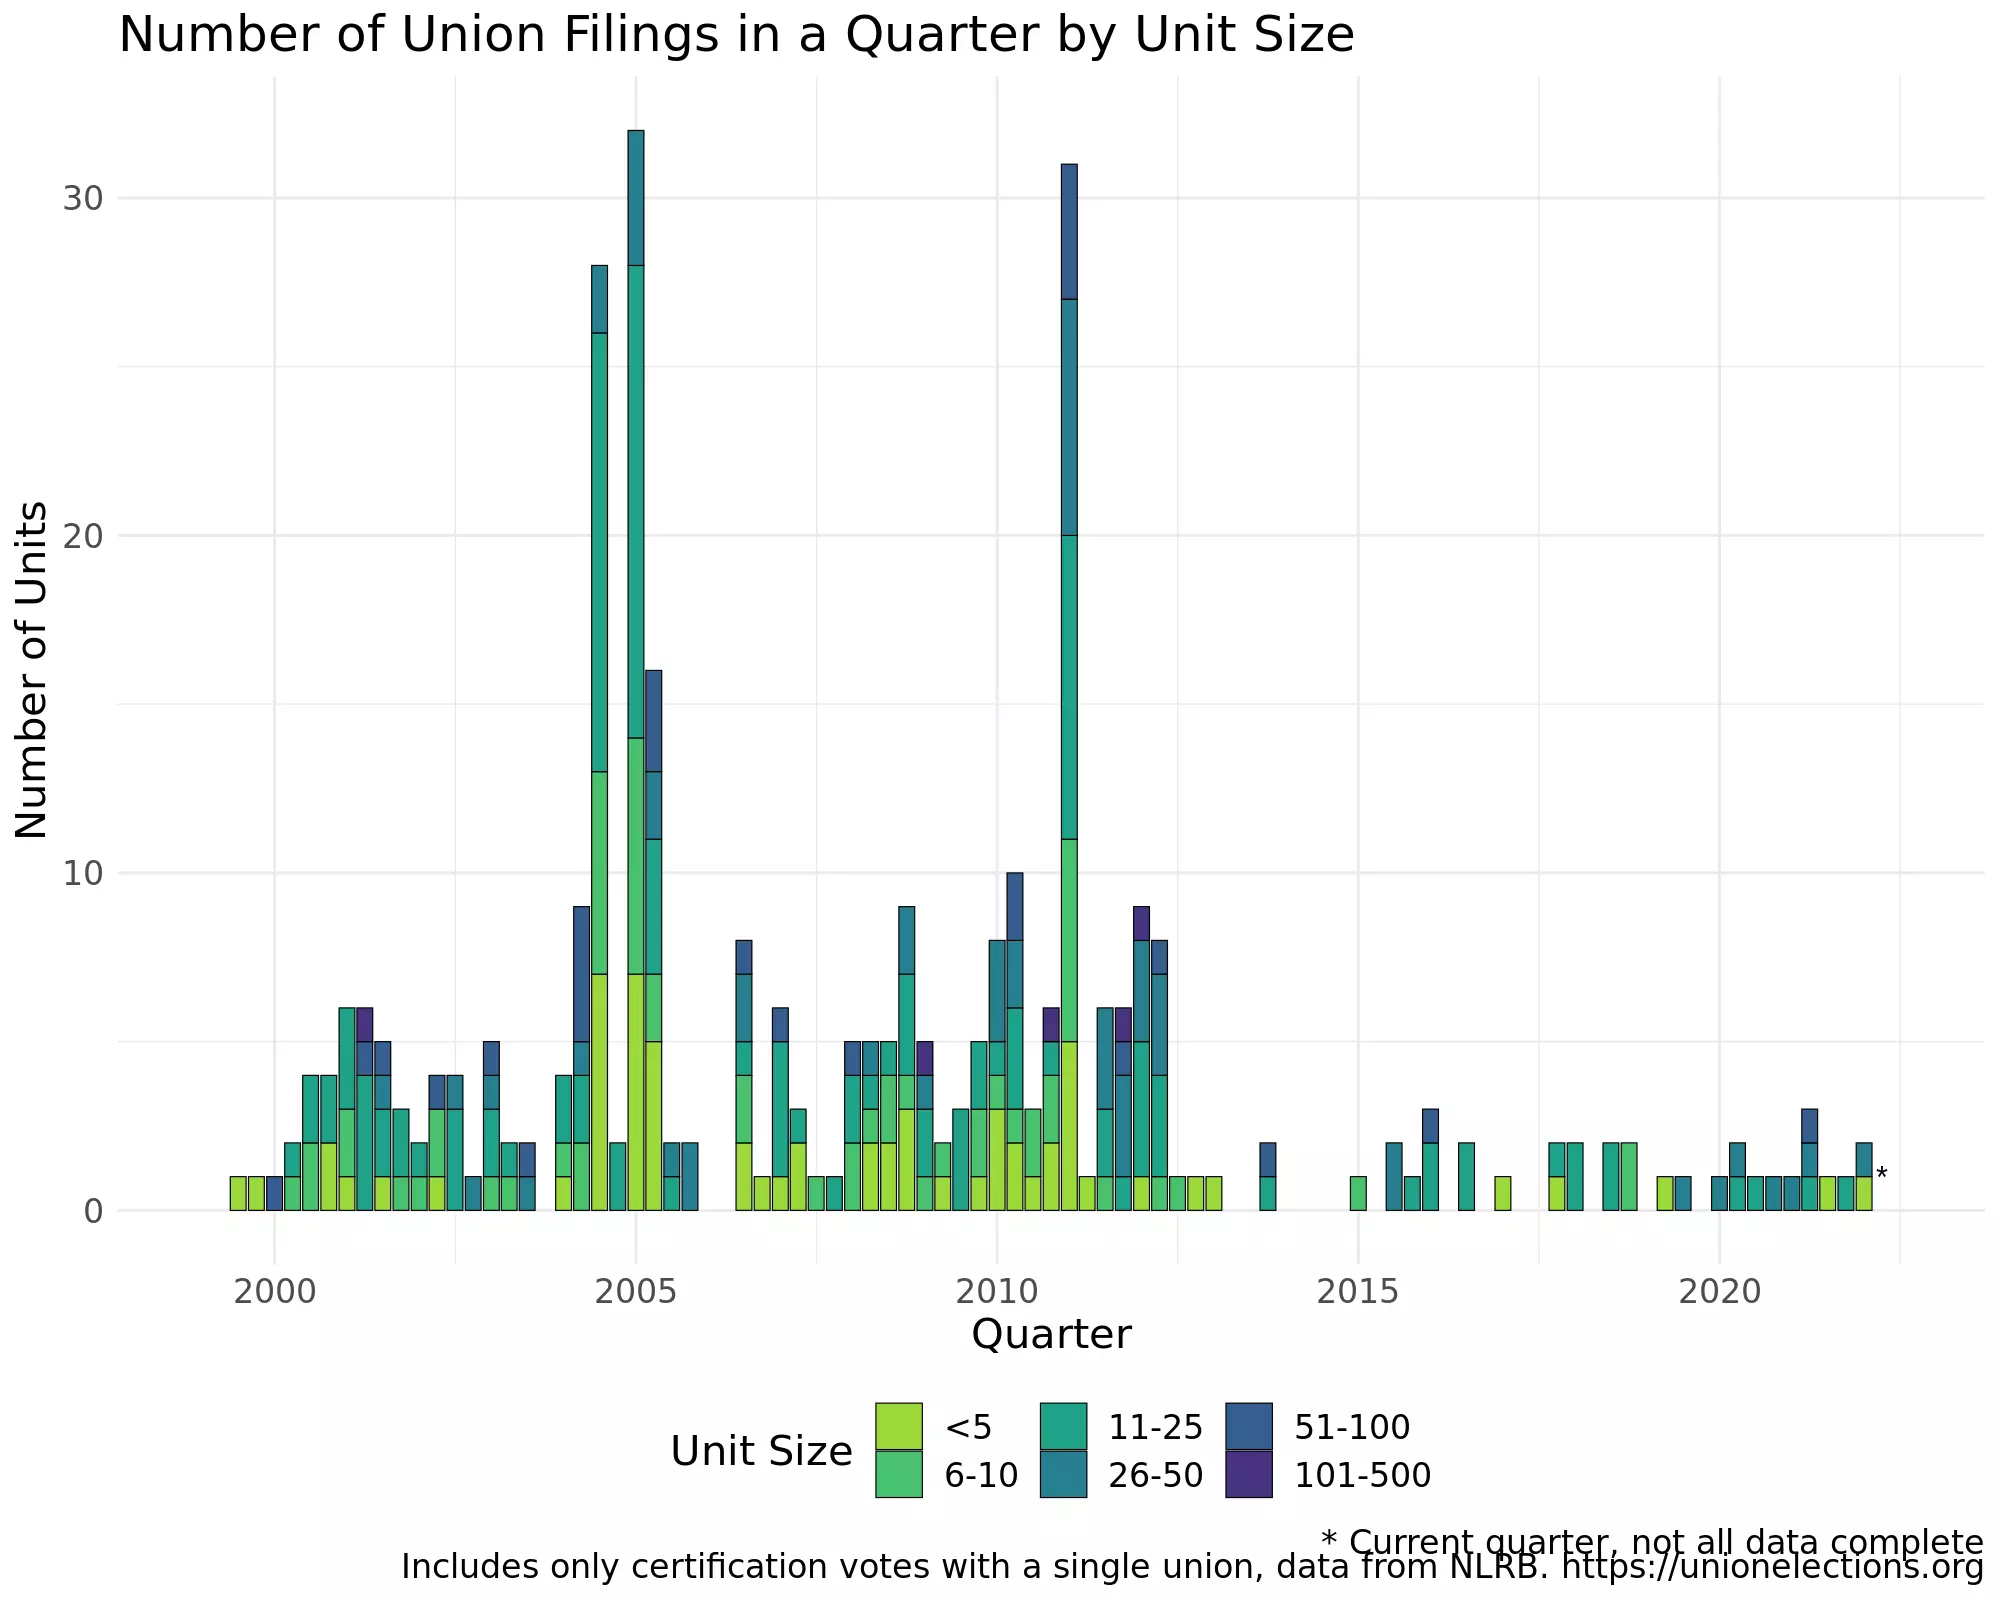 Number of Union Filings in a Quarter by Unit Size
Number of Units
30
20
10
0
*
2000 2005 2010 2015 2020
Quarter
Unit Size
<5 11-25 51-100
6-10 26-50 101-500
* Current quarter, not all data complete
Includes only certification votes with a single union, data from NLRB. https://unionelections.org